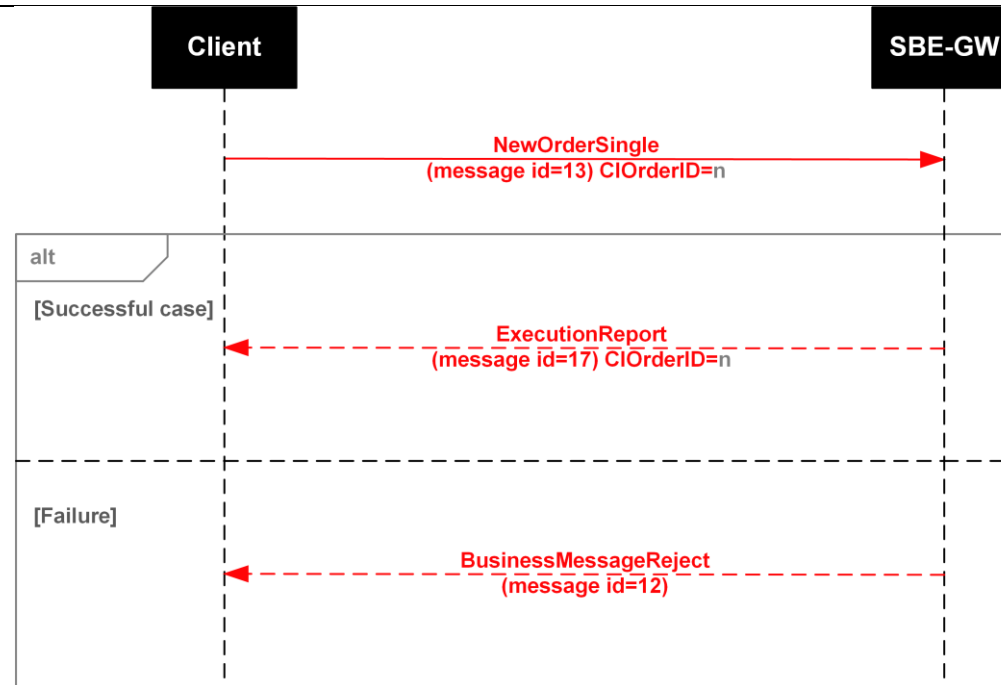 Client
SBE-GW
NewOrderSingle
(message id=13) ClOrderID=n
alt
[Successful case]
ExecutionReport
(message id=17) ClOrderID=n
[Failure]
BusinessMessageReject
(message id=12)